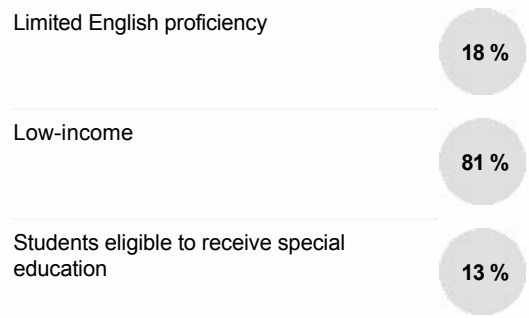 Limited English proficiency
18 %
Low-income
81 %
Students eligible to receive special
education
13 %